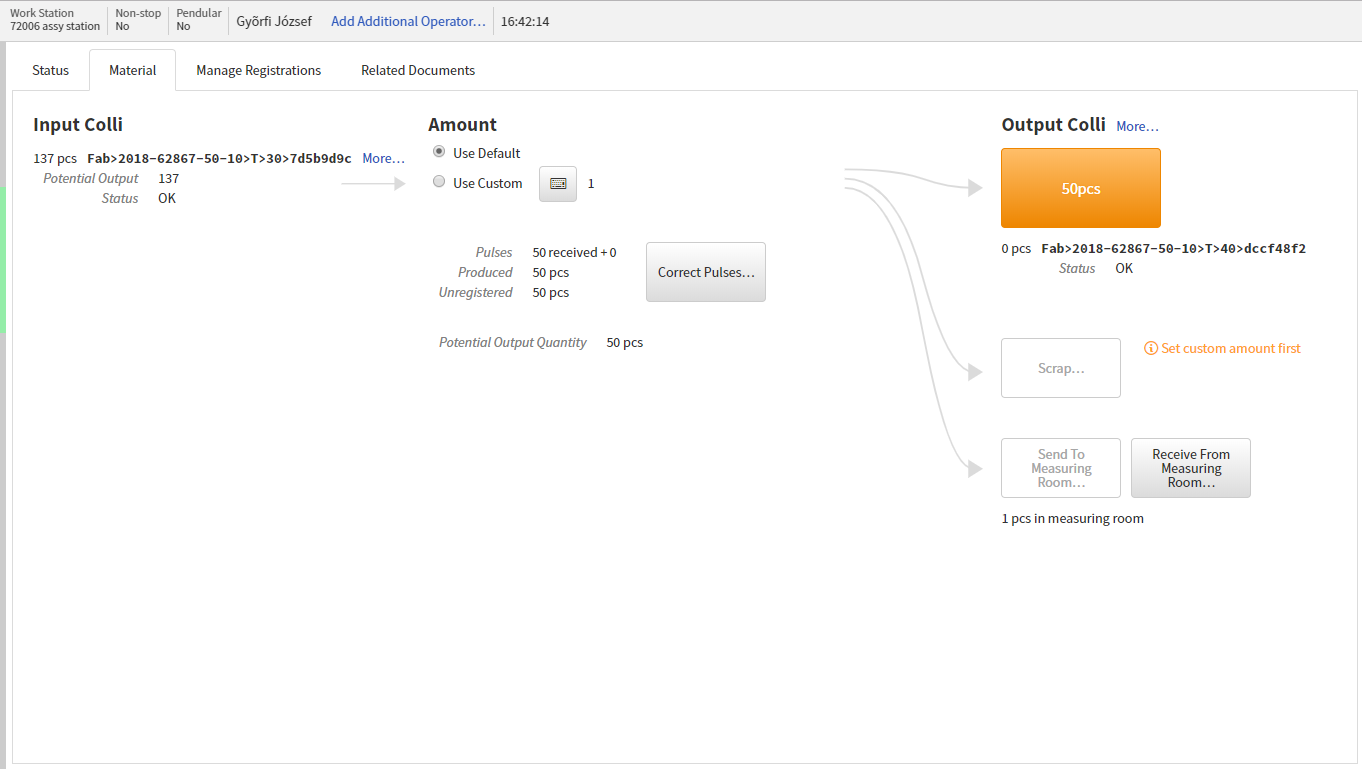 Work Station
72006 assy station
Non-stop
No
Pendular
No
Győrfi József
Add Additional Operator…
16:42:14
Status
Material
Manage Registrations
Related Documents
Input Colli
137 pcs Fab>2018-62867-50-10>T>30>7d5b9d9c More…
Potential Output 137
Status OK
Amount
Use Default
Use Custom 1
Pulses 50 received + 0
Produced 50 pcs
Unregistered 50 pcs
Correct Pulses…
Potential Output Quantity 50 pcs
Output Colli More…
50pcs
0 pcs Fab>2018-62867-50-10>T>40>dccf48f2
Status OK
Scrap…
Set custom amount first
Send To
Measuring
Room…
Receive From
Measuring
Room…
1 pcs in measuring room